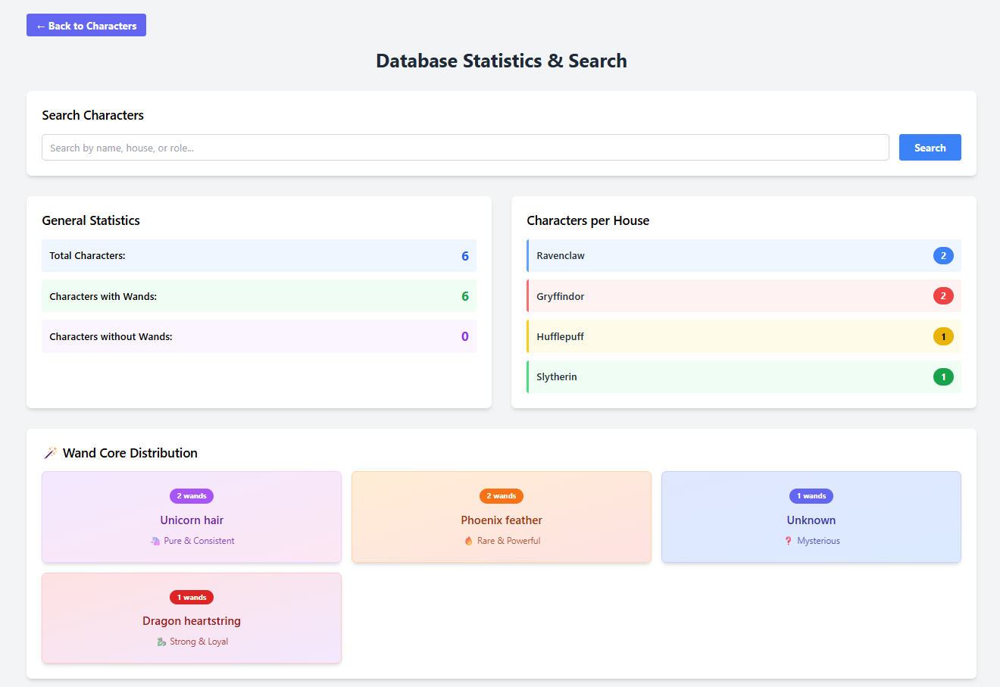 ← Back to Characters
Database Statistics & Search
Search Characters
Search by name, house, or role...
Search
General Statistics
Total Characters: 6
Characters with Wands: 6
Characters without Wands: 0
Characters per House
Ravenclaw 2
Gryffindor 2
Hufflepuff 1
Slytherin 1
🪄 Wand Core Distribution
2 wands
Unicorn hair
🦄 Pure & Consistent
2 wands
Phoenix feather
🔥 Rare & Powerful
1 wands
Unknown
❓ Mysterious
1 wands
Dragon heartstring
🐉 Strong & Loyal